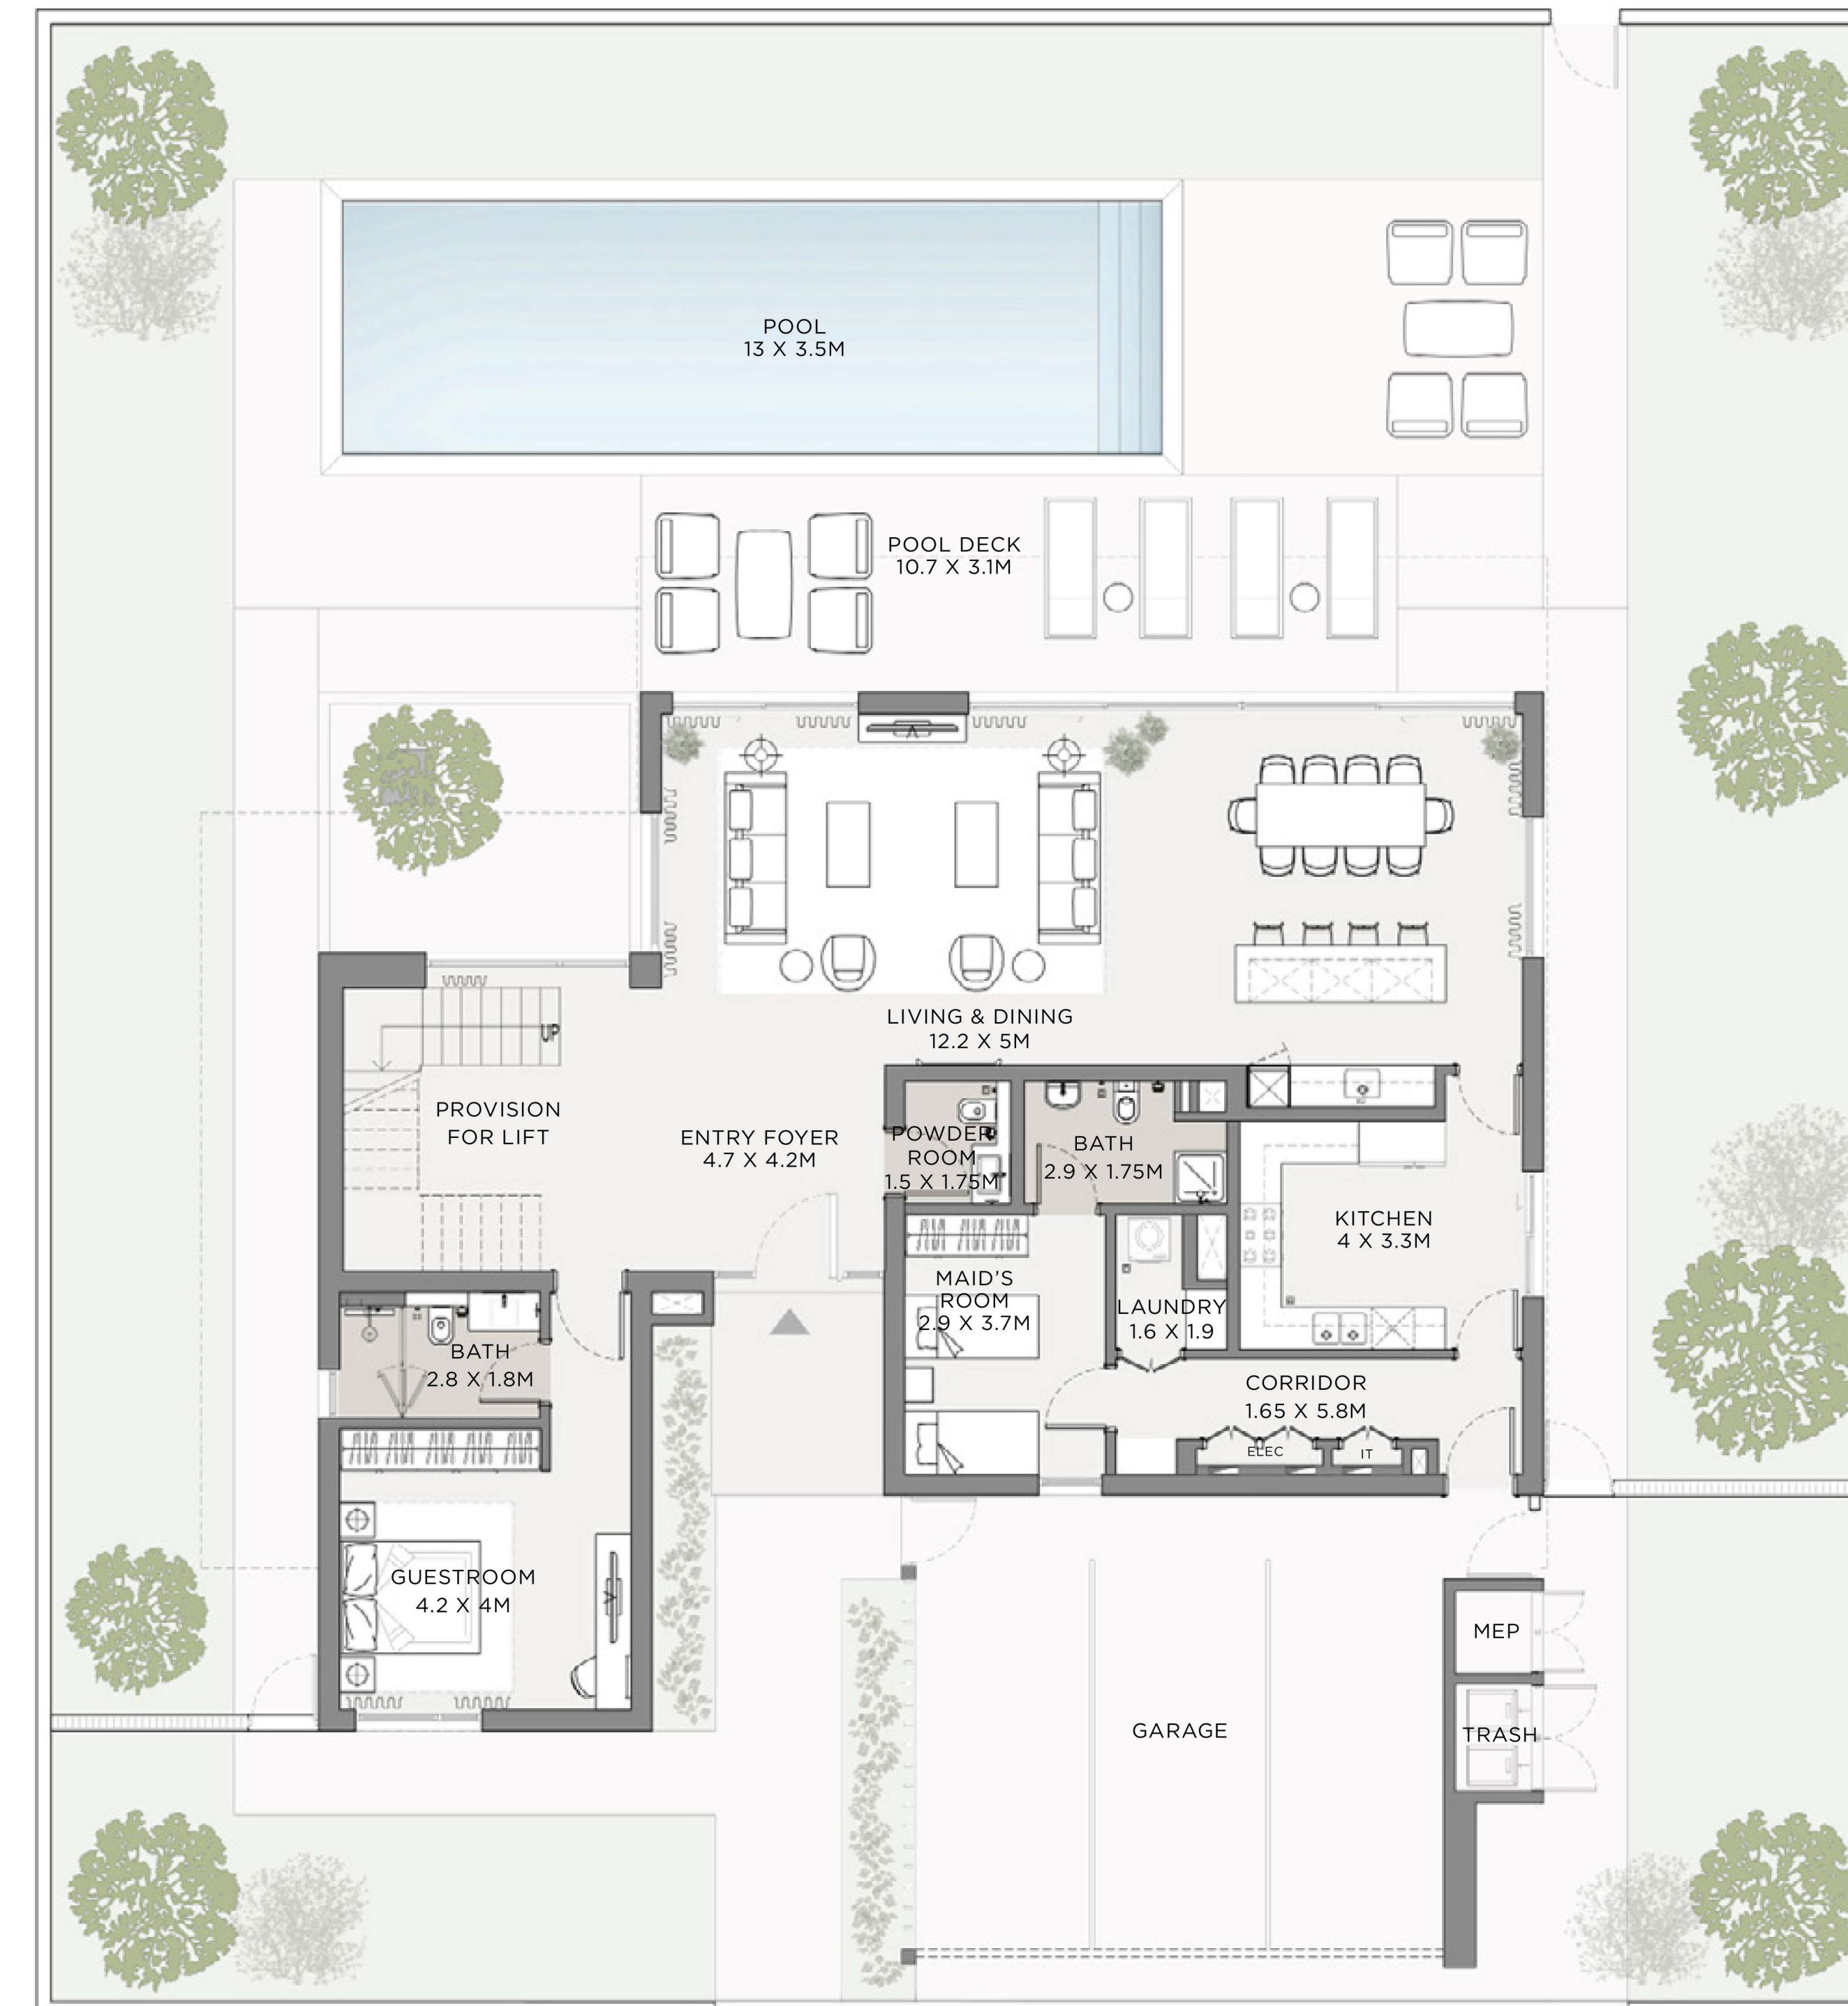 POOL
13 X 3.5M
POOL DECK
10.7 X 3.1M
LIVING & DINING
12.2 X 5M
UP
PROVISION
FOR LIFT
ENTRY FOYER
4.7 X 4.2M
POWDER
ROOM
1.5 X 1.75M
BATH
2.9 X 1.75M
KITCHEN
4 X 3.3M
MAID'S
ROOM
2.9 X 3.7M
LAUNDRY
1.6 X 1.9
BATH
2.8 X 1.8M
CORRIDOR
1.65 X 5.8M
ELEC
IT
GUESTROOM
4.2 X 4M
MEP
GARAGE
TRASH